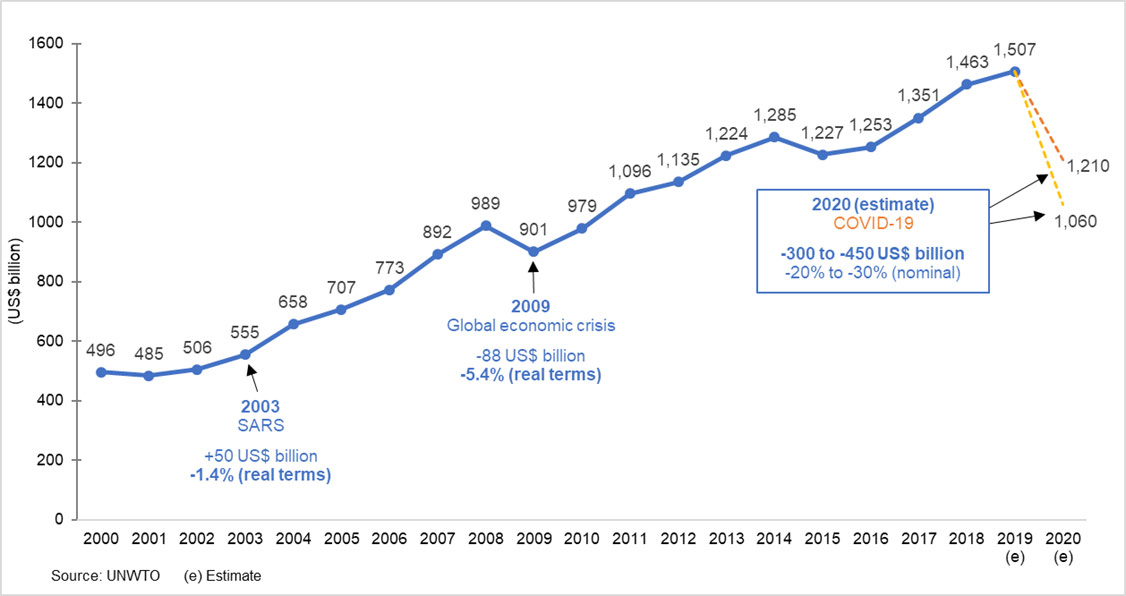 1600
1400
1200
1000
800
600
400
200
0
(US$ billion)
496
485
506
555
658
707
773
892
989
901
979
1,096
1,135
1,224
1,285
1,227
1,253
1,351
1,463
1,507
1,210
1,060
2003
SARS
+50 US$ billion
-1.4% (real terms)
2009
Global economic crisis
-88 US$ billion
-5.4% (real terms)
2020 (estimate)
COVID-19
-300 to -450 US$ billion
-20% to -30% (nominal)
2000 2001 2002 2003 2004 2005 2006 2007 2008 2009 2010 2011 2012 2013 2014 2015 2016 2017 2018 2019 2020
(e) (e)
Source: UNWTO (e) Estimate